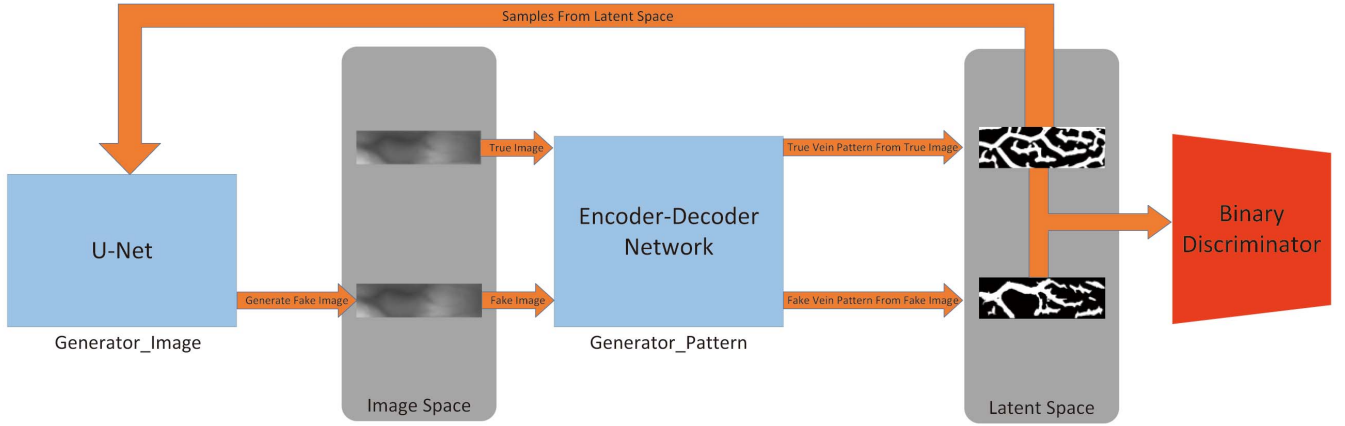 Samples From Latent Space
True Image
True Vein Pattern From True Image
U-Net
Encoder-Decoder
Network
Binary
Discriminator
Generate Fake Image
Fake Image
Fake Vein Pattern From Fake Image
Generator_Image
Generator_Pattern
Image Space
Latent Space